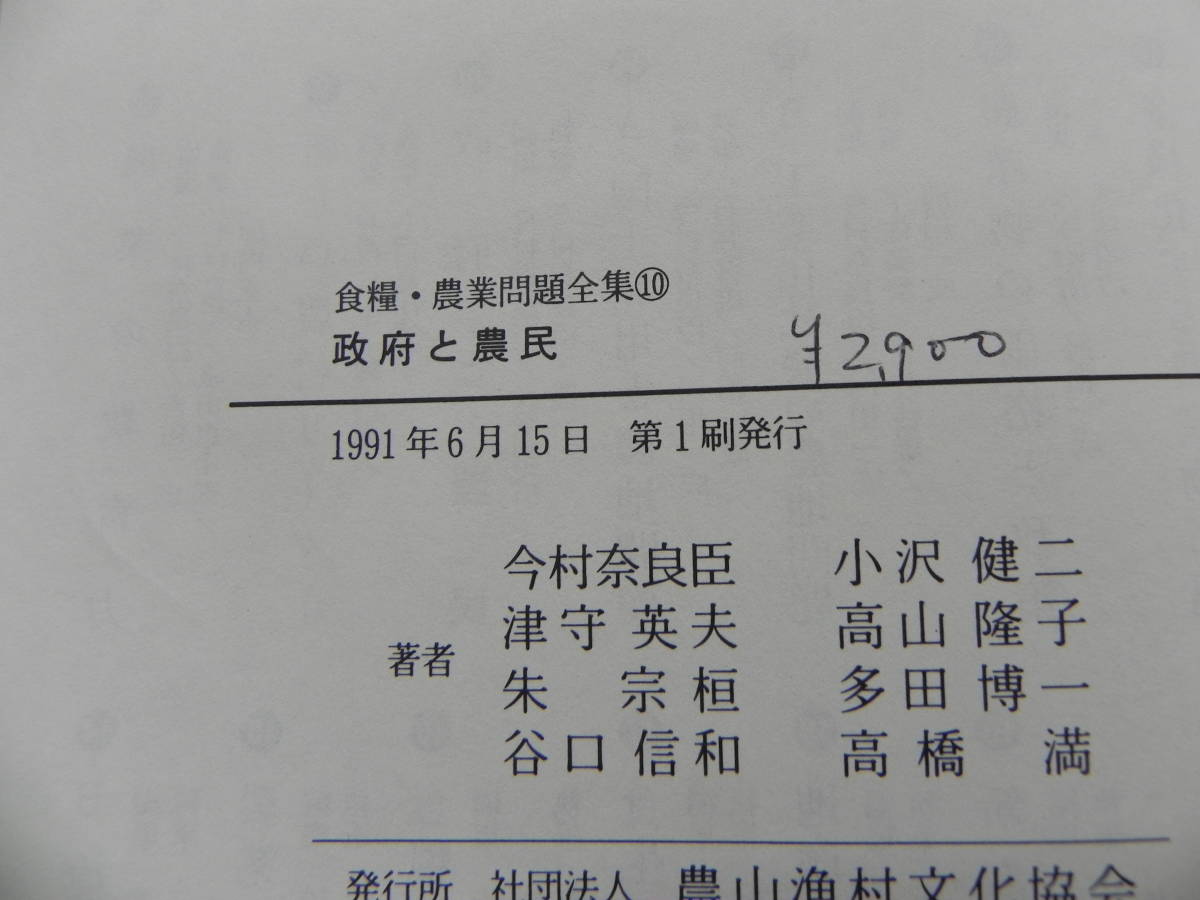 食糧・農業問題全集⑩
政府と農民
¥2,900
1991年6月15日 第1刷発行
著者
今村奈良臣 小沢健二
津守英夫 高山隆子
朱宗桓 多田博一
谷口信和 高橋満
発行所 社団法人 農山漁村文化協会